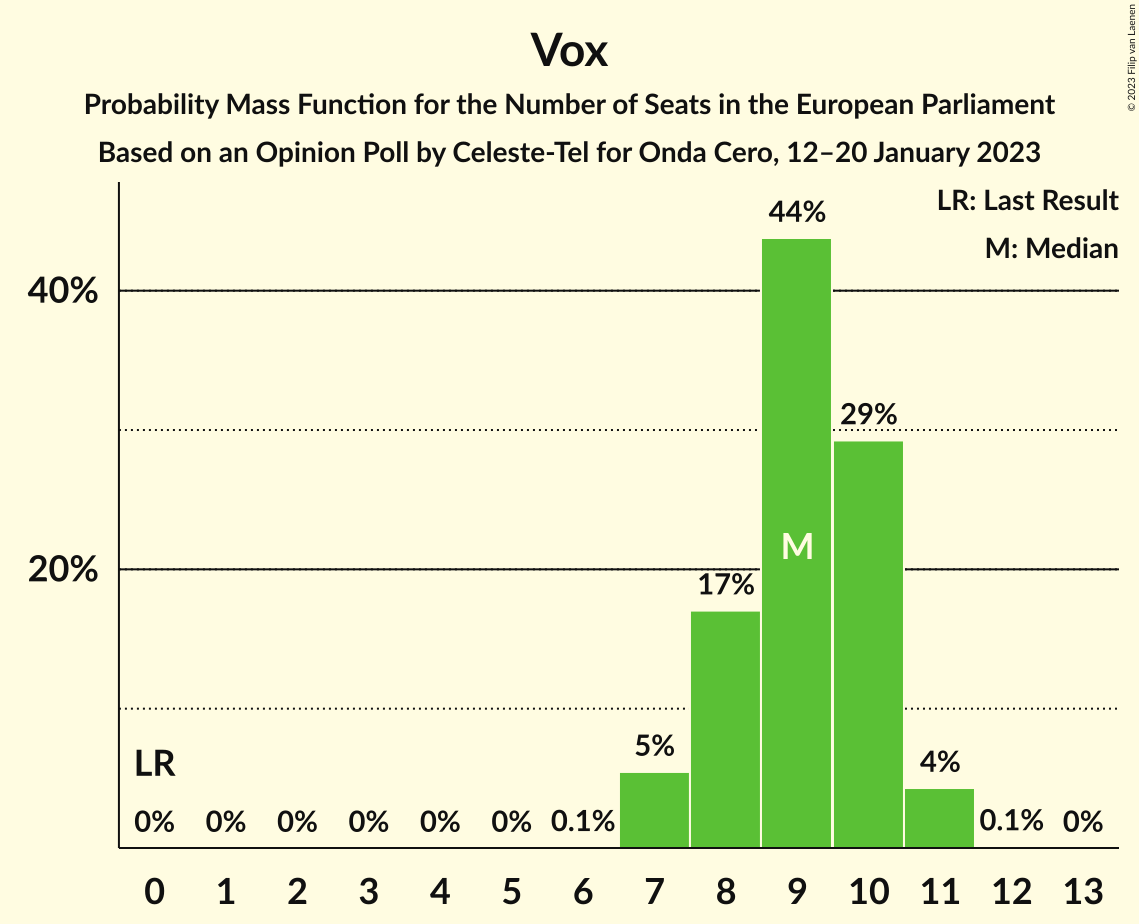 Vox
Probability Mass Function for the Number of Seats in the European Parliament
Based on an Opinion Poll by Celeste-Tel for Onda Cero, 12–20 January 2023
© 2023 Filip van Laenen
LR: Last Result
M: Median
44%
40%
29%
M
20%
17%
5%
LR
4%
0% 0% 0% 0% 0% 0% 0.1% 0.1% 0%
0 1 2 3 4 5 6 7 8 9 10 11 12 13